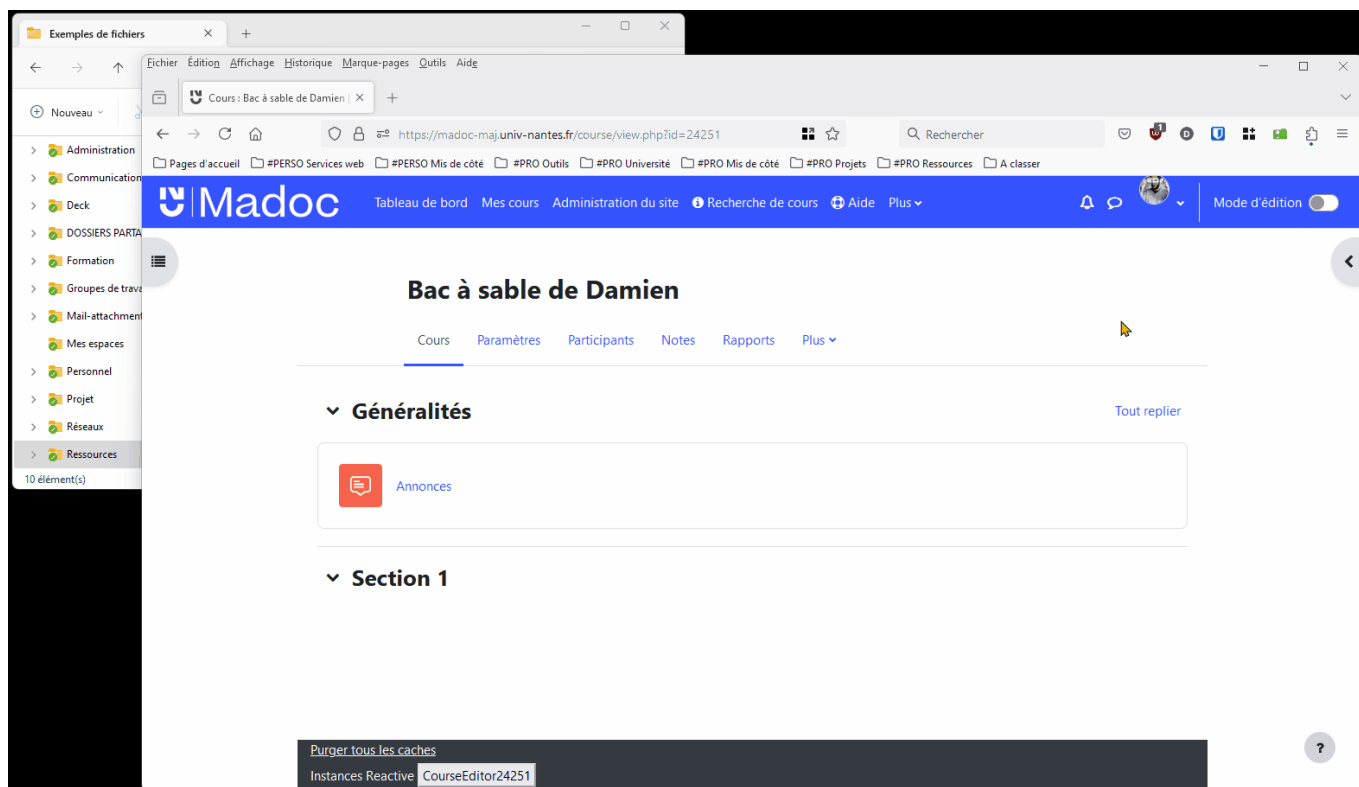 Exemples de fichiers
Nouveau
Administration
Communication
Deck
DOSSIERS PARTA
Formation
Groupes de trava
Mail-attachment
Mes espaces
Personnel
Projet
Réseaux
Ressources
10 élément(s)
Fichier Édition Affichage Historique Marque-pages Outils Aide
Cours : Bac à sable de Damien |
https://madoc-maj.univ-nantes.fr/course/view.php?id=24251 Rechercher
Pages d'accueil #PERSO Services web #PERSO Mis de côté #PRO Outils #PRO Université #PRO Mis de côté #PRO Projets #PRO Ressources A classer
Madoc Tableau de bord Mes cours Administration du site Recherche de cours Aide Plus Mode d'édition
Bac à sable de Damien
Cours Paramètres Participants Notes Rapports Plus
Généralités Tout replier
Annonces
Section 1
Purger tous les caches
Instances Reactive CourseEditor24251
?